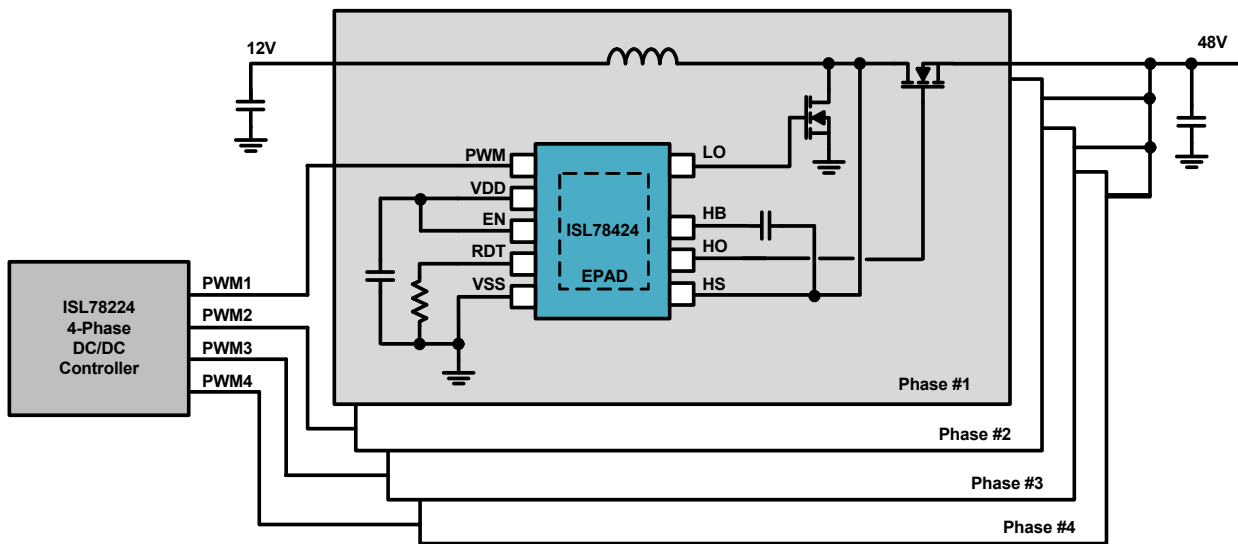 12V
48V
PWM
VDD
EN
RDT
VSS
ISL78424
EPAD
LO
HB
HO
HS
ISL78224
4-Phase
DC/DC
Controller
PWM1
PWM2
PWM3
PWM4
Phase #1
Phase #2
Phase #3
Phase #4